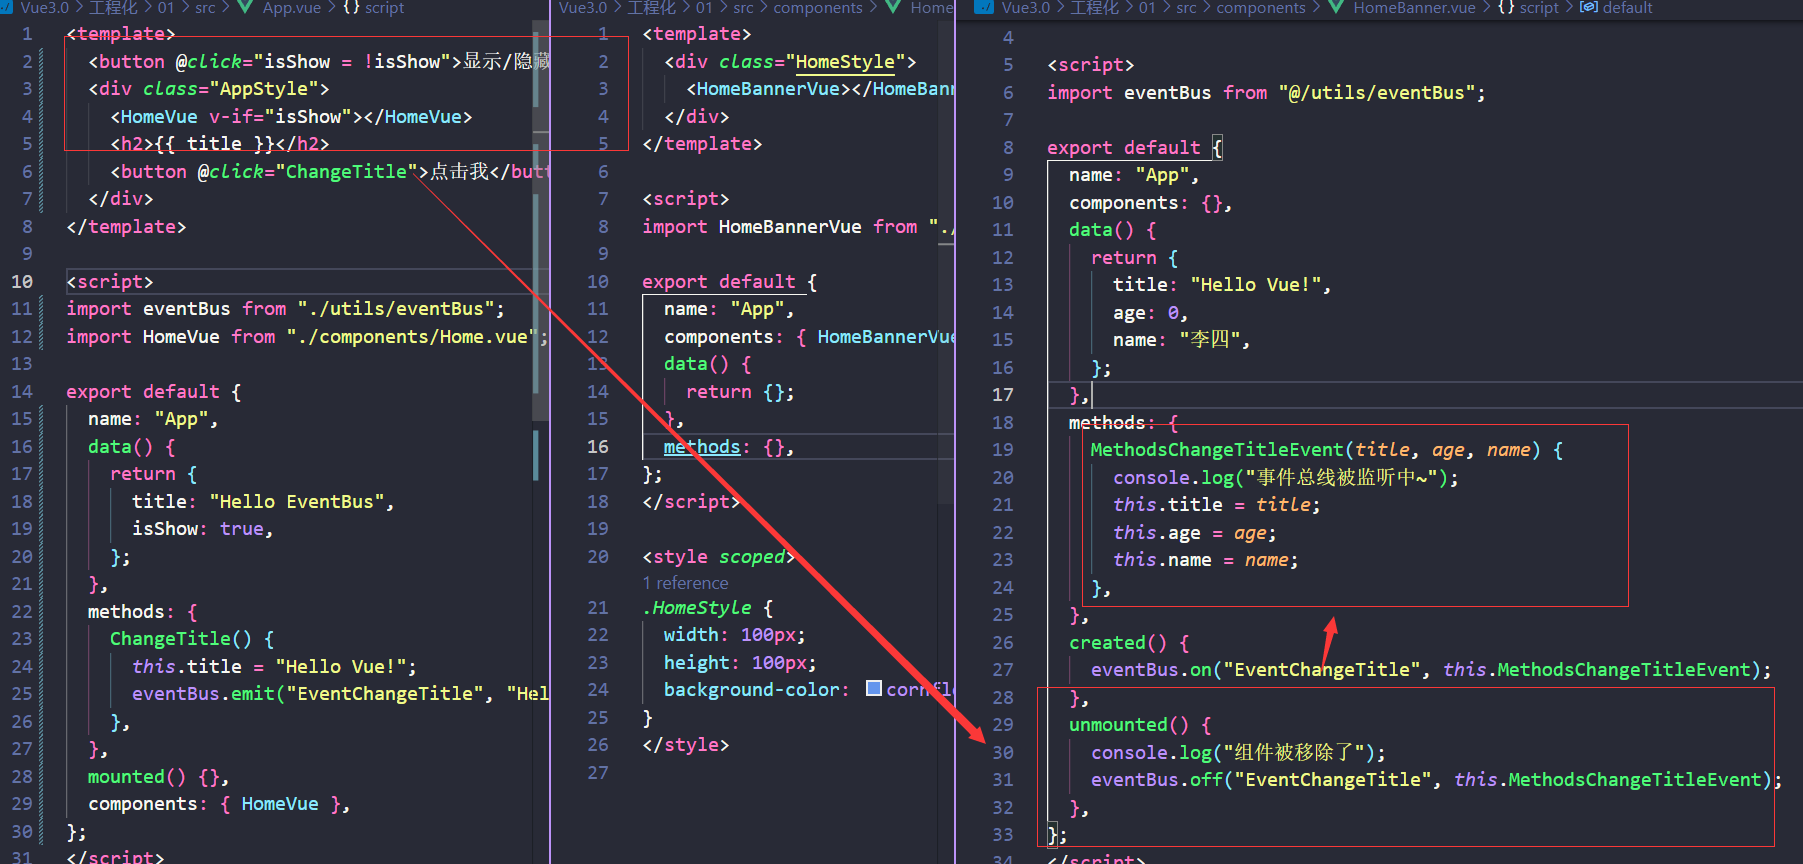 Vue3.0 > 工程化 > 01 > src > App.vue > {} script
1 <template>
2 <button @click="isShow = !isShow">显示/隐藏
3 <div class="AppStyle">
4 <HomeVue v-if="isShow"></HomeVue>
5 <h2>{{ title }}</h2>
6 <button @click="ChangeTitle">点击我</butt
7 </div>
8 </template>
9
10 <script>
11 import eventBus from "./utils/eventBus";
12 import HomeVue from "./components/Home.vue";
13
14 export default {
15 name: "App",
16 data() {
17 return {
18 title: "Hello EventBus",
19 isShow: true,
20 };
21 },
22 methods: {
23 ChangeTitle() {
24 this.title = "Hello Vue!";
25 eventBus.emit("EventChangeTitle", "Hel
26 },
27 },
28 mounted() {},
29 components: { HomeVue },
30 };
31 </script>
Vue3.0 > 工程化 > 01 > src > components > Home
1 <template>
2 <div class="HomeStyle">
3 <HomeBannerVue></HomeBann
4 </div>
5 </template>
6
7 <script>
8 import HomeBannerVue from "./
9
10 export default {
11 name: "App",
12 components: { HomeBannerVue
13 data() {
14 return {};
15 },
16 methods: {},
17 };
18 </script>
19
20 <style scoped>
1 reference
21 .HomeStyle {
22 width: 100px;
23 height: 100px;
24 background-color: cornfle
25 }
26 </style>
27
Vue3.0 > 工程化 > 01 > src > components > HomeBanner.vue > {} script > default
4
5 <script>
6 import eventBus from "@/utils/eventBus";
7
8 export default {
9 name: "App",
10 components: {},
11 data() {
12 return {
13 title: "Hello Vue!",
14 age: 0,
15 name: "李四",
16 };
17 },
18 methods: {
19 MethodsChangeTitleEvent(title, age, name) {
20 console.log("事件总线被监听中~");
21 this.title = title;
22 this.age = age;
23 this.name = name;
24 },
25 },
26 created() {
27 eventBus.on("EventChangeTitle", this.MethodsChangeTitleEvent);
28 },
29 unmounted() {
30 console.log("组件被移除了");
31 eventBus.off("EventChangeTitle", this.MethodsChangeTitleEvent);
32 },
33 };
34 </script>